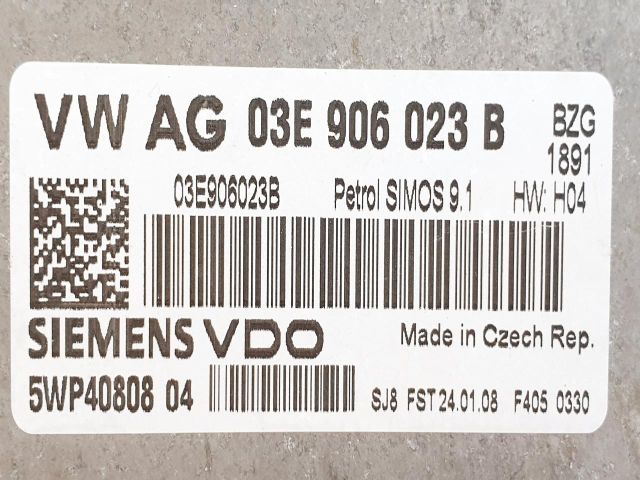 VW AG 03E 906 023 B BZG
1891
03E906023B Petrol SIMOS 9.1 HW: H04
SIEMENS VDO Made in Czech Rep.
5WP40808 04 SJ8 FST 24.01.08 F405 0330